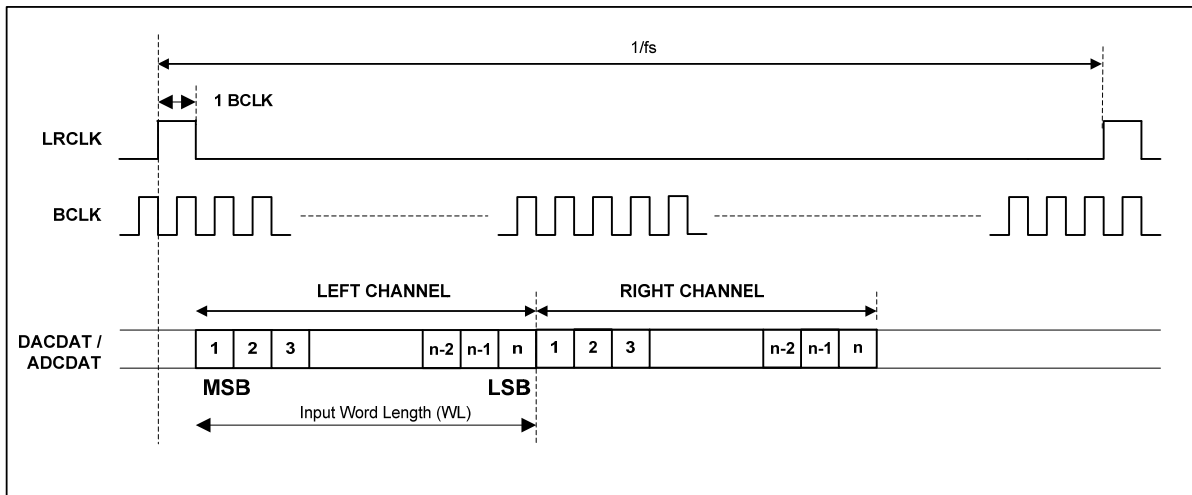 1/fs
1 BCLK
LRCLK
BCLK
LEFT CHANNEL
RIGHT CHANNEL
DACDAT /
ADCDAT
1 2 3 n-2 n-1 n 1 2 3 n-2 n-1 n
MSB
LSB
Input Word Length (WL)